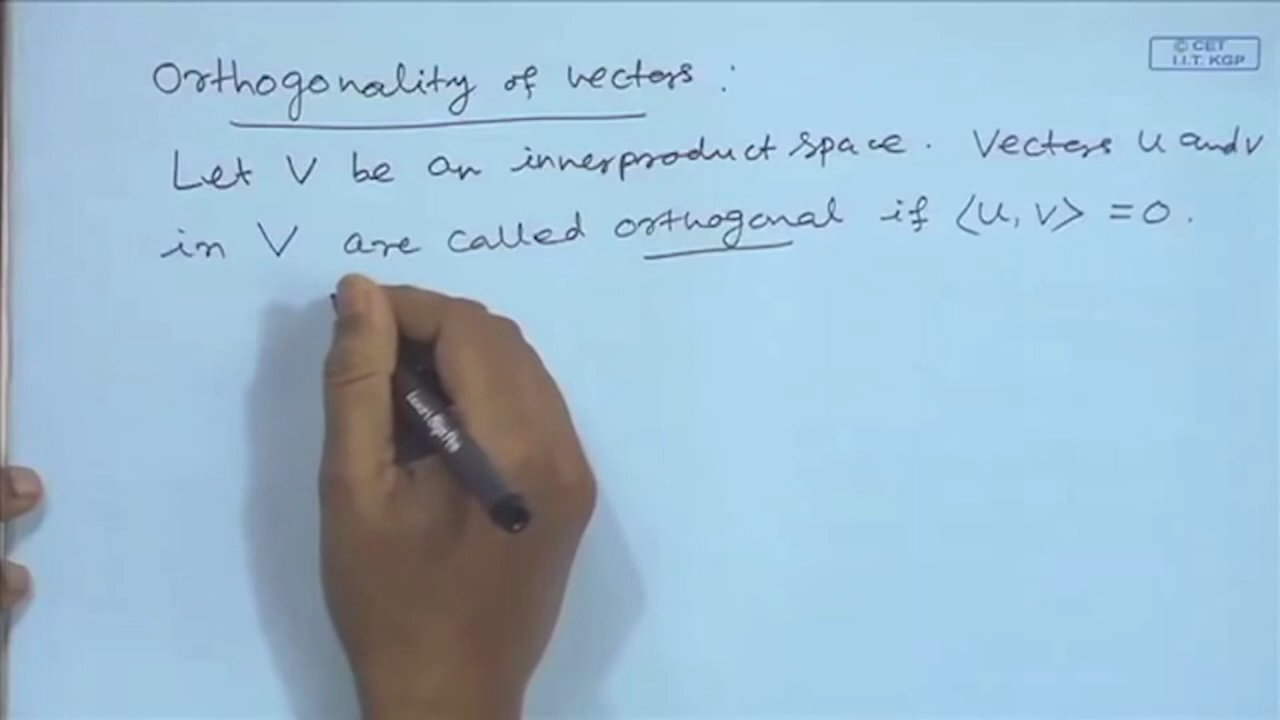 Orthogonality of vectors :
Let V be an innerproduct space. Vectors u and v
in V are called orthogonal if ⟨u, v⟩ = 0.
© CET
I.I.T. KGP